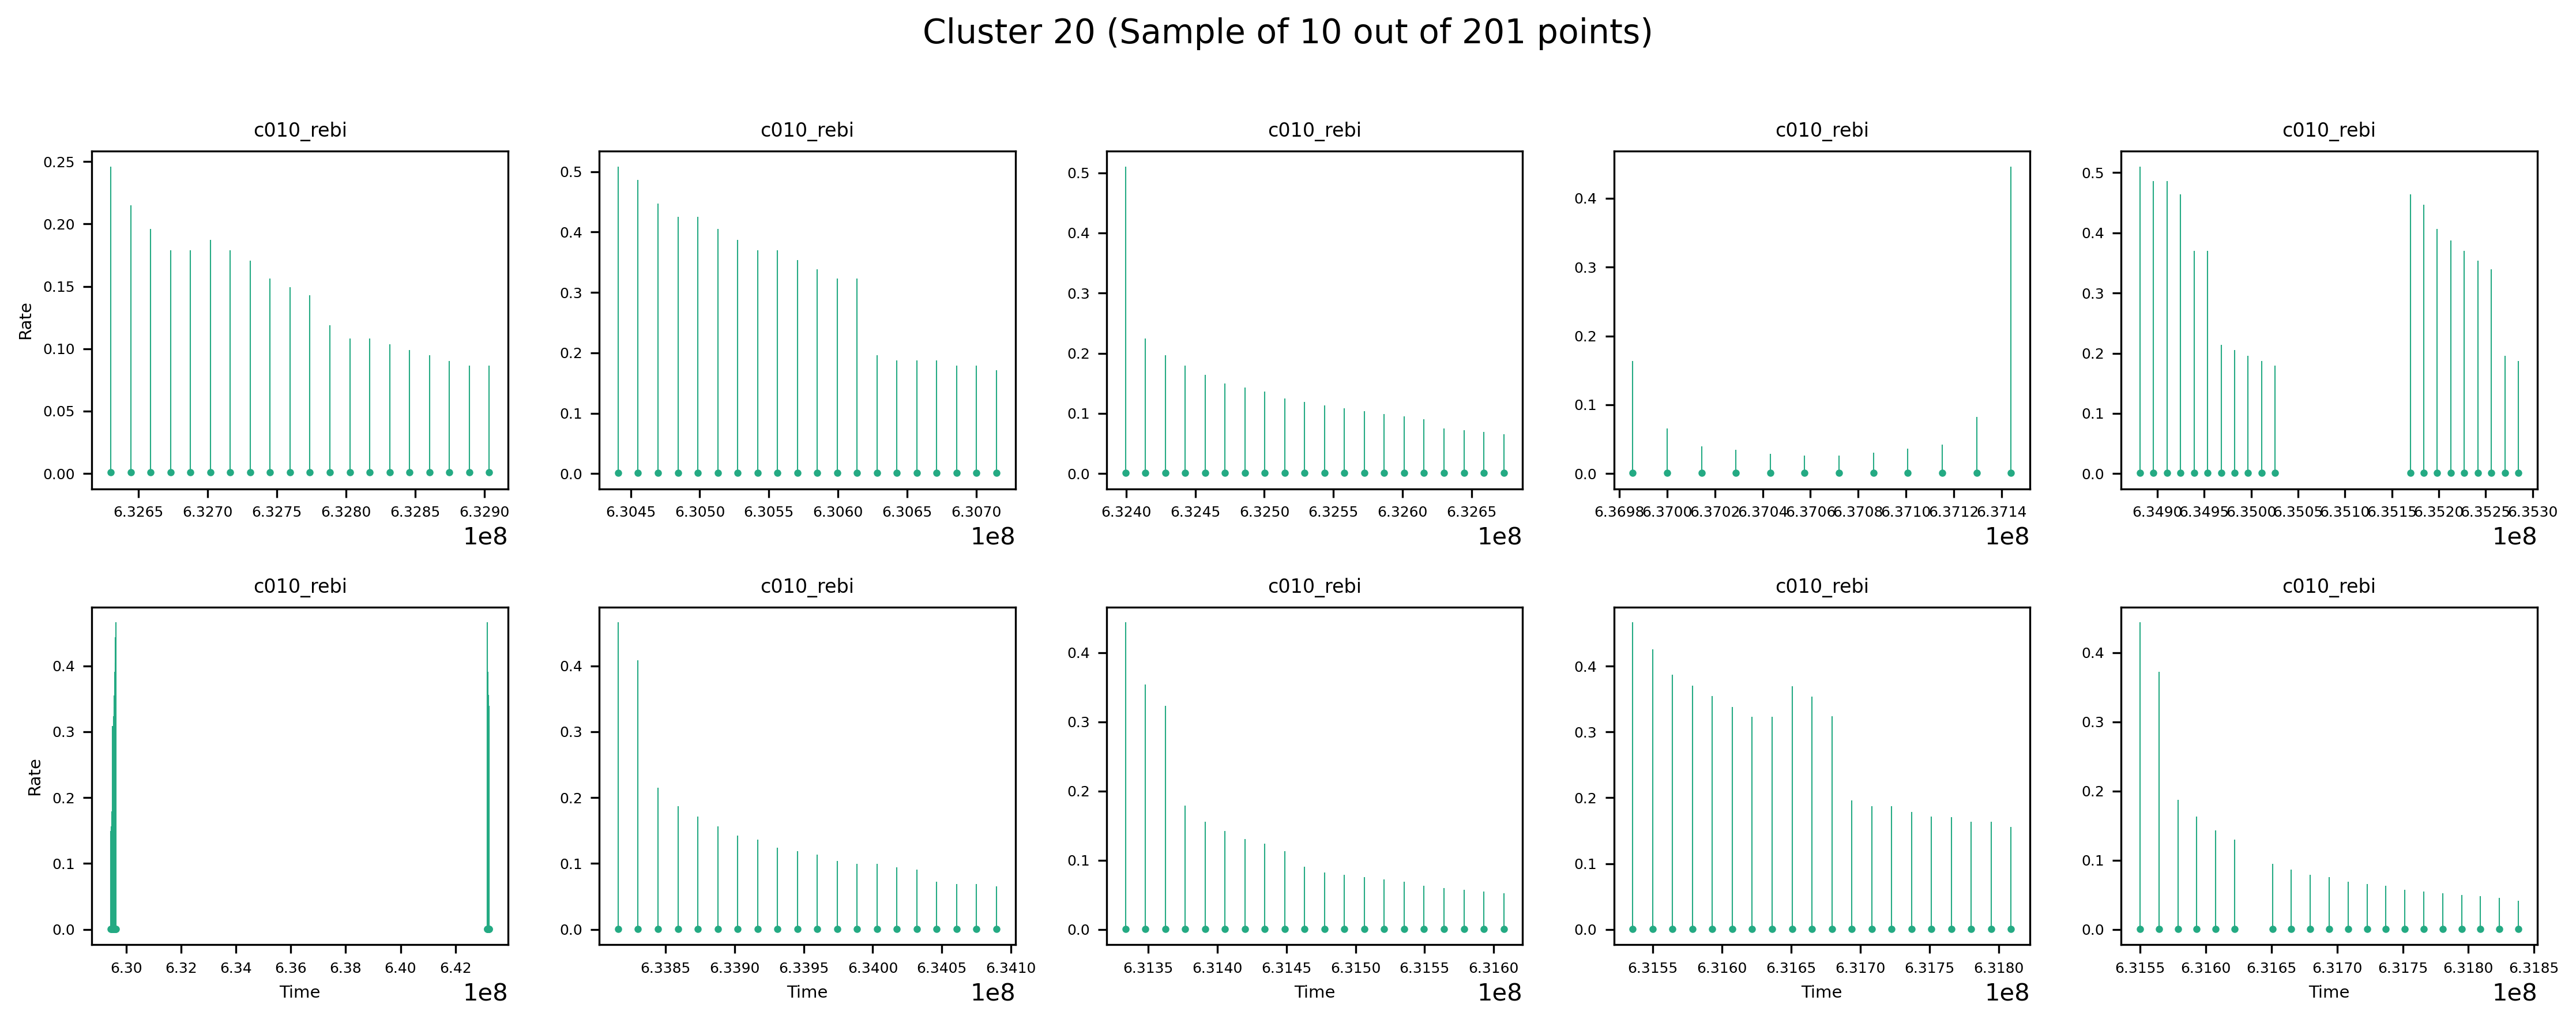 Cluster 20 (Sample of 10 out of 201 points)
c010_rebi
c010_rebi
c010_rebi
c010_rebi
c010_rebi
Rate
0.25
0.20
0.15
0.10
0.05
0.00
6.3265 6.3270 6.3275 6.3280 6.3285 6.3290
1e8
0.5
0.4
0.3
0.2
0.1
0.0
6.3045 6.3050 6.3055 6.3060 6.3065 6.3070
1e8
0.5
0.4
0.3
0.2
0.1
0.0
6.3240 6.3245 6.3250 6.3255 6.3260 6.3265
1e8
0.4
0.3
0.2
0.1
0.0
6.3698 6.3700 6.3702 6.3704 6.3706 6.3708 6.3710 6.3712 6.3714
1e8
0.5
0.4
0.3
0.2
0.1
0.0
6.3490 6.3495 6.3500 6.3505 6.3510 6.3515 6.3520 6.3525 6.3530
1e8
c010_rebi
c010_rebi
c010_rebi
c010_rebi
c010_rebi
Rate
0.4
0.3
0.2
0.1
0.0
6.30 6.32 6.34 6.36 6.38 6.40 6.42
Time
1e8
0.4
0.3
0.2
0.1
0.0
6.3385 6.3390 6.3395 6.3400 6.3405 6.3410
Time
1e8
0.4
0.3
0.2
0.1
0.0
6.3135 6.3140 6.3145 6.3150 6.3155 6.3160
Time
1e8
0.4
0.3
0.2
0.1
0.0
6.3155 6.3160 6.3165 6.3170 6.3175 6.3180
Time
1e8
0.4
0.3
0.2
0.1
0.0
6.3155 6.3160 6.3165 6.3170 6.3175 6.3180 6.3185
Time
1e8